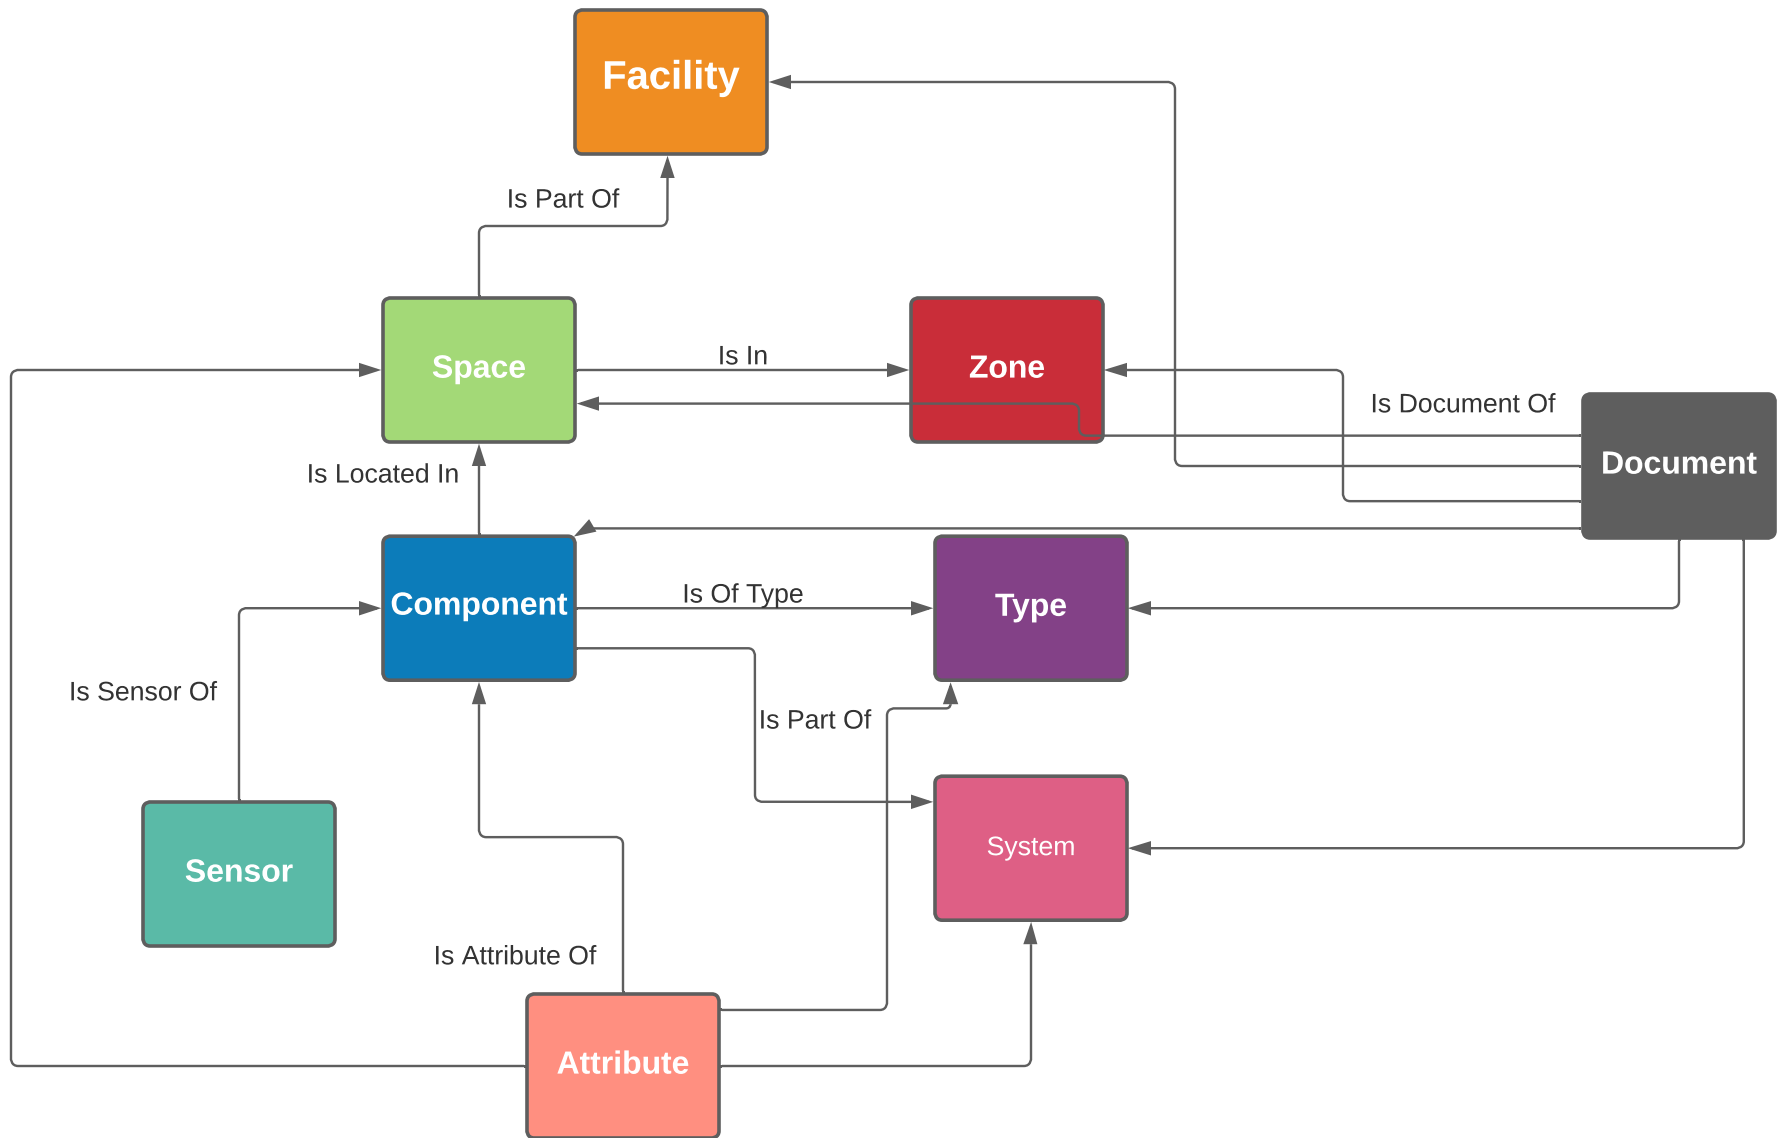 Facility
Is Part Of
Space
Is In
Zone
Is Document Of
Document
Is Located In
Component
Is Of Type
Type
Is Sensor Of
Is Part Of
System
Sensor
Is Attribute Of
Attribute